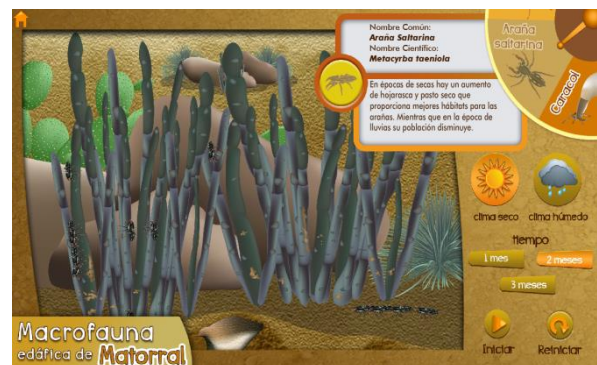 Nombre Común:
Araña Saltarina
Nombre Científico:
Metacyrba taeniola
En épocas de secas hay un aumento
de hojrasca y pasto seco que
proporciona mejores hábitats para las
arañas. Mientras que en la época de
lluvias su población disminuye.
Araña
saltarina
Caracol
clima seco
clima húmedo
tiempo
1 mes
2 meses
3 meses
Iniciar
Reiniciar
Macrofauna
edáfica de Matorral